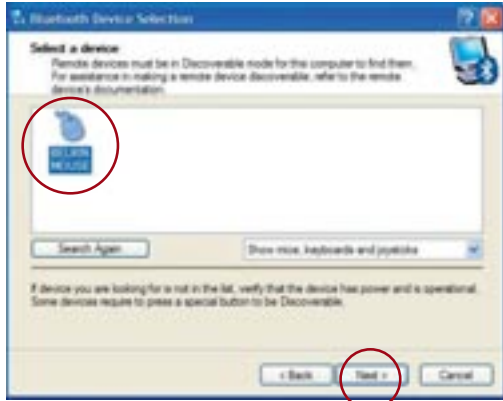 Bluetooth Device Selection
Select a device
Remote devices must be in Discoverable mode for this computer to find them.
For assistance in making a remote device discoverable, refer to the remote
device's documentation.
BELKIN
MOUSE
Search Again
Show mice, keyboards and joysticks
If device you are looking for is not in the list, verify that the device has power and is operational.
Some devices require to press a special button to be Discoverable.
< Back
Next >
Cancel